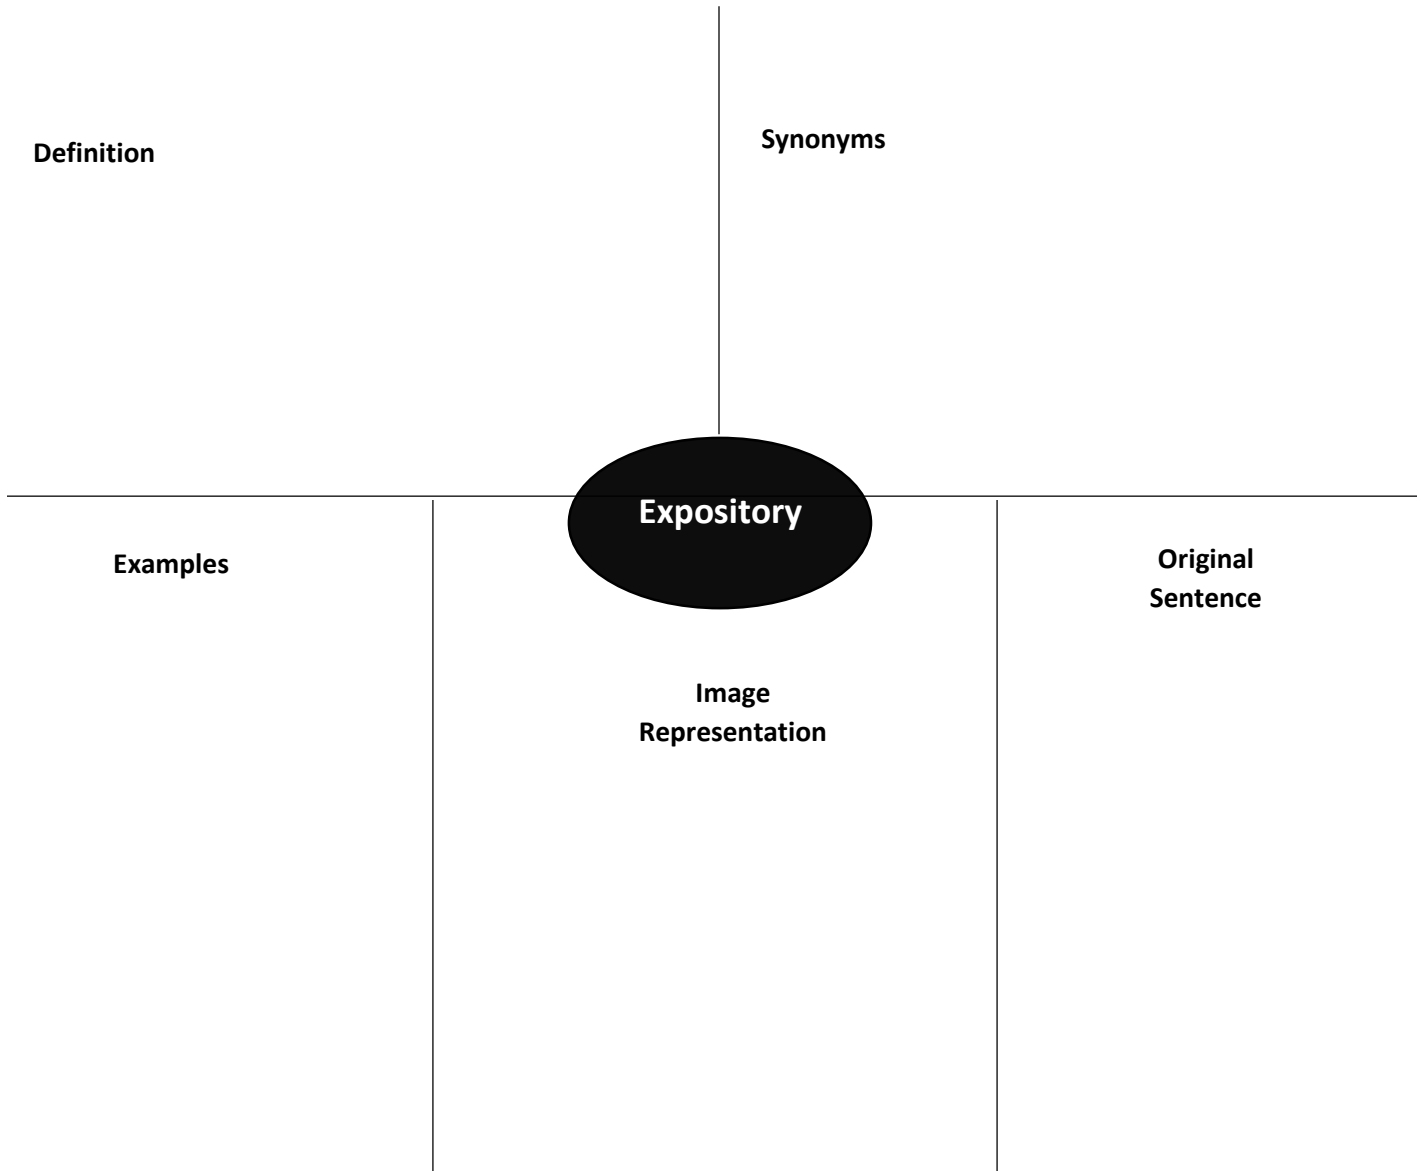 Definition
Synonyms
Expository
Examples
Image
Representation
Original
Sentence